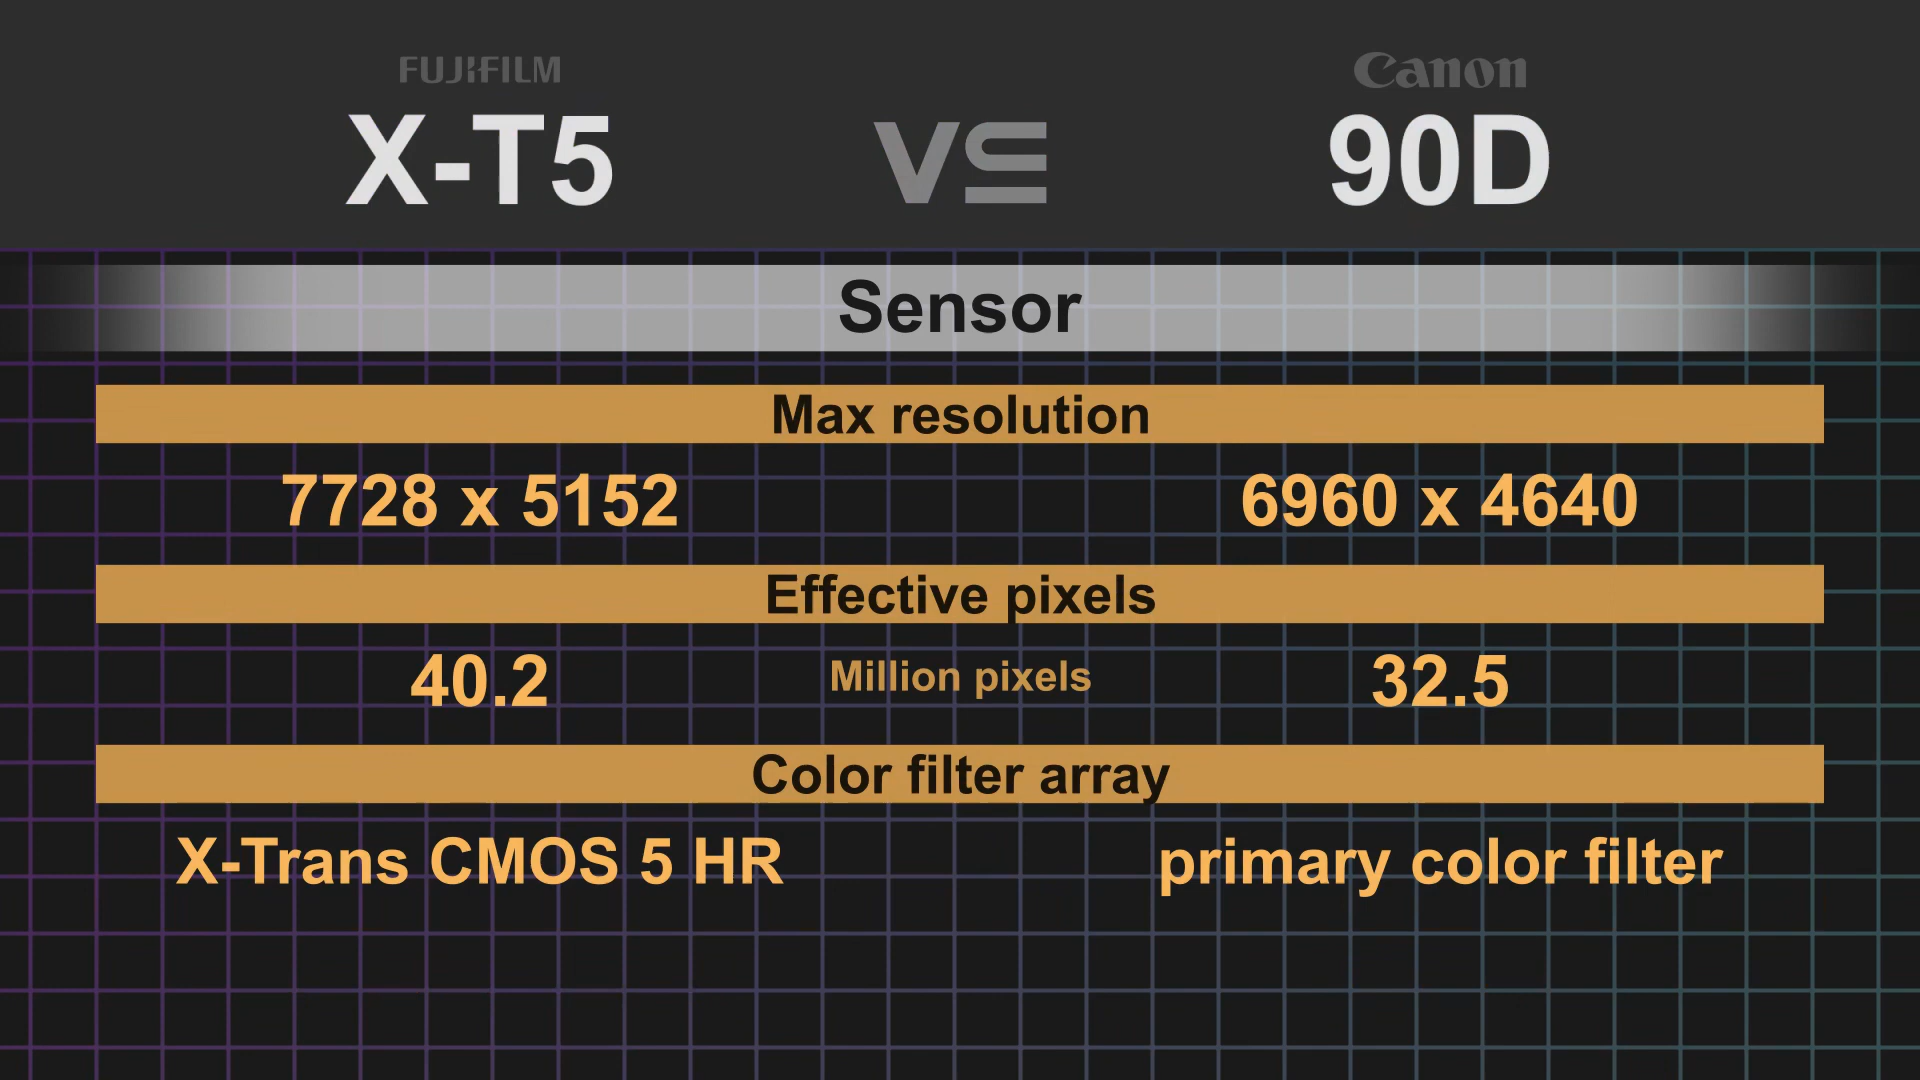 FUJIFILM
X-T5
VS
Canon
90D
Sensor
Max resolution
7728 x 5152
6960 x 4640
Effective pixels
40.2
Million pixels
32.5
Color filter array
X-Trans CMOS 5 HR
primary color filter